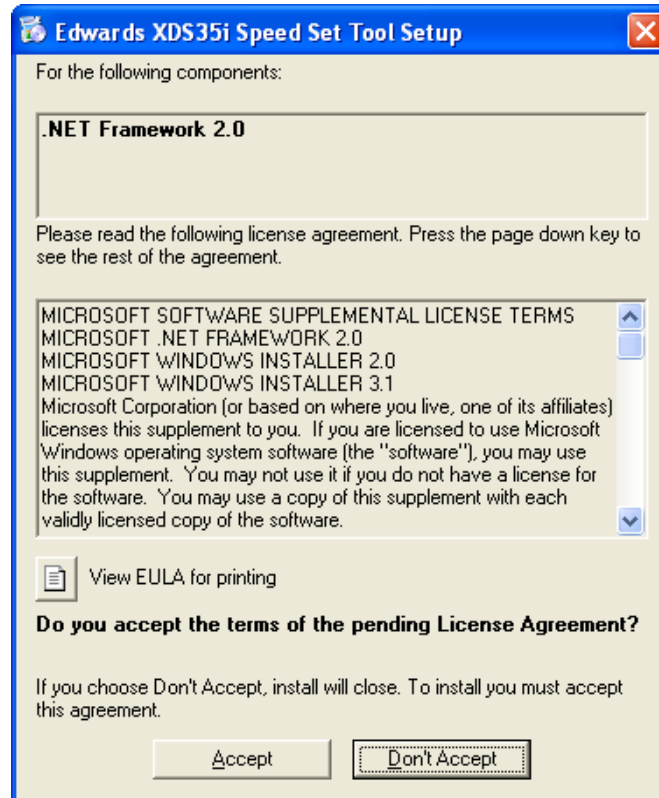 Edwards XDS35i Speed Set Tool Setup
For the following components:
.NET Framework 2.0
Please read the following license agreement. Press the page down key to
see the rest of the agreement.
MICROSOFT SOFTWARE SUPPLEMENTAL LICENSE TERMS
MICROSOFT .NET FRAMEWORK 2.0
MICROSOFT WINDOWS INSTALLER 2.0
MICROSOFT WINDOWS INSTALLER 3.1
Microsoft Corporation (or based on where you live, one of its affiliates)
licenses this supplement to you.  If you are licensed to use Microsoft
Windows operating system software (the "software"), you may use
this supplement.  You may not use it if you do not have a license for
the software.  You may use a copy of this supplement with each
validly licensed copy of the software.
View EULA for printing
Do you accept the terms of the pending License Agreement?
If you choose Don't Accept, install will close. To install you must accept
this agreement.
Accept
Don't Accept